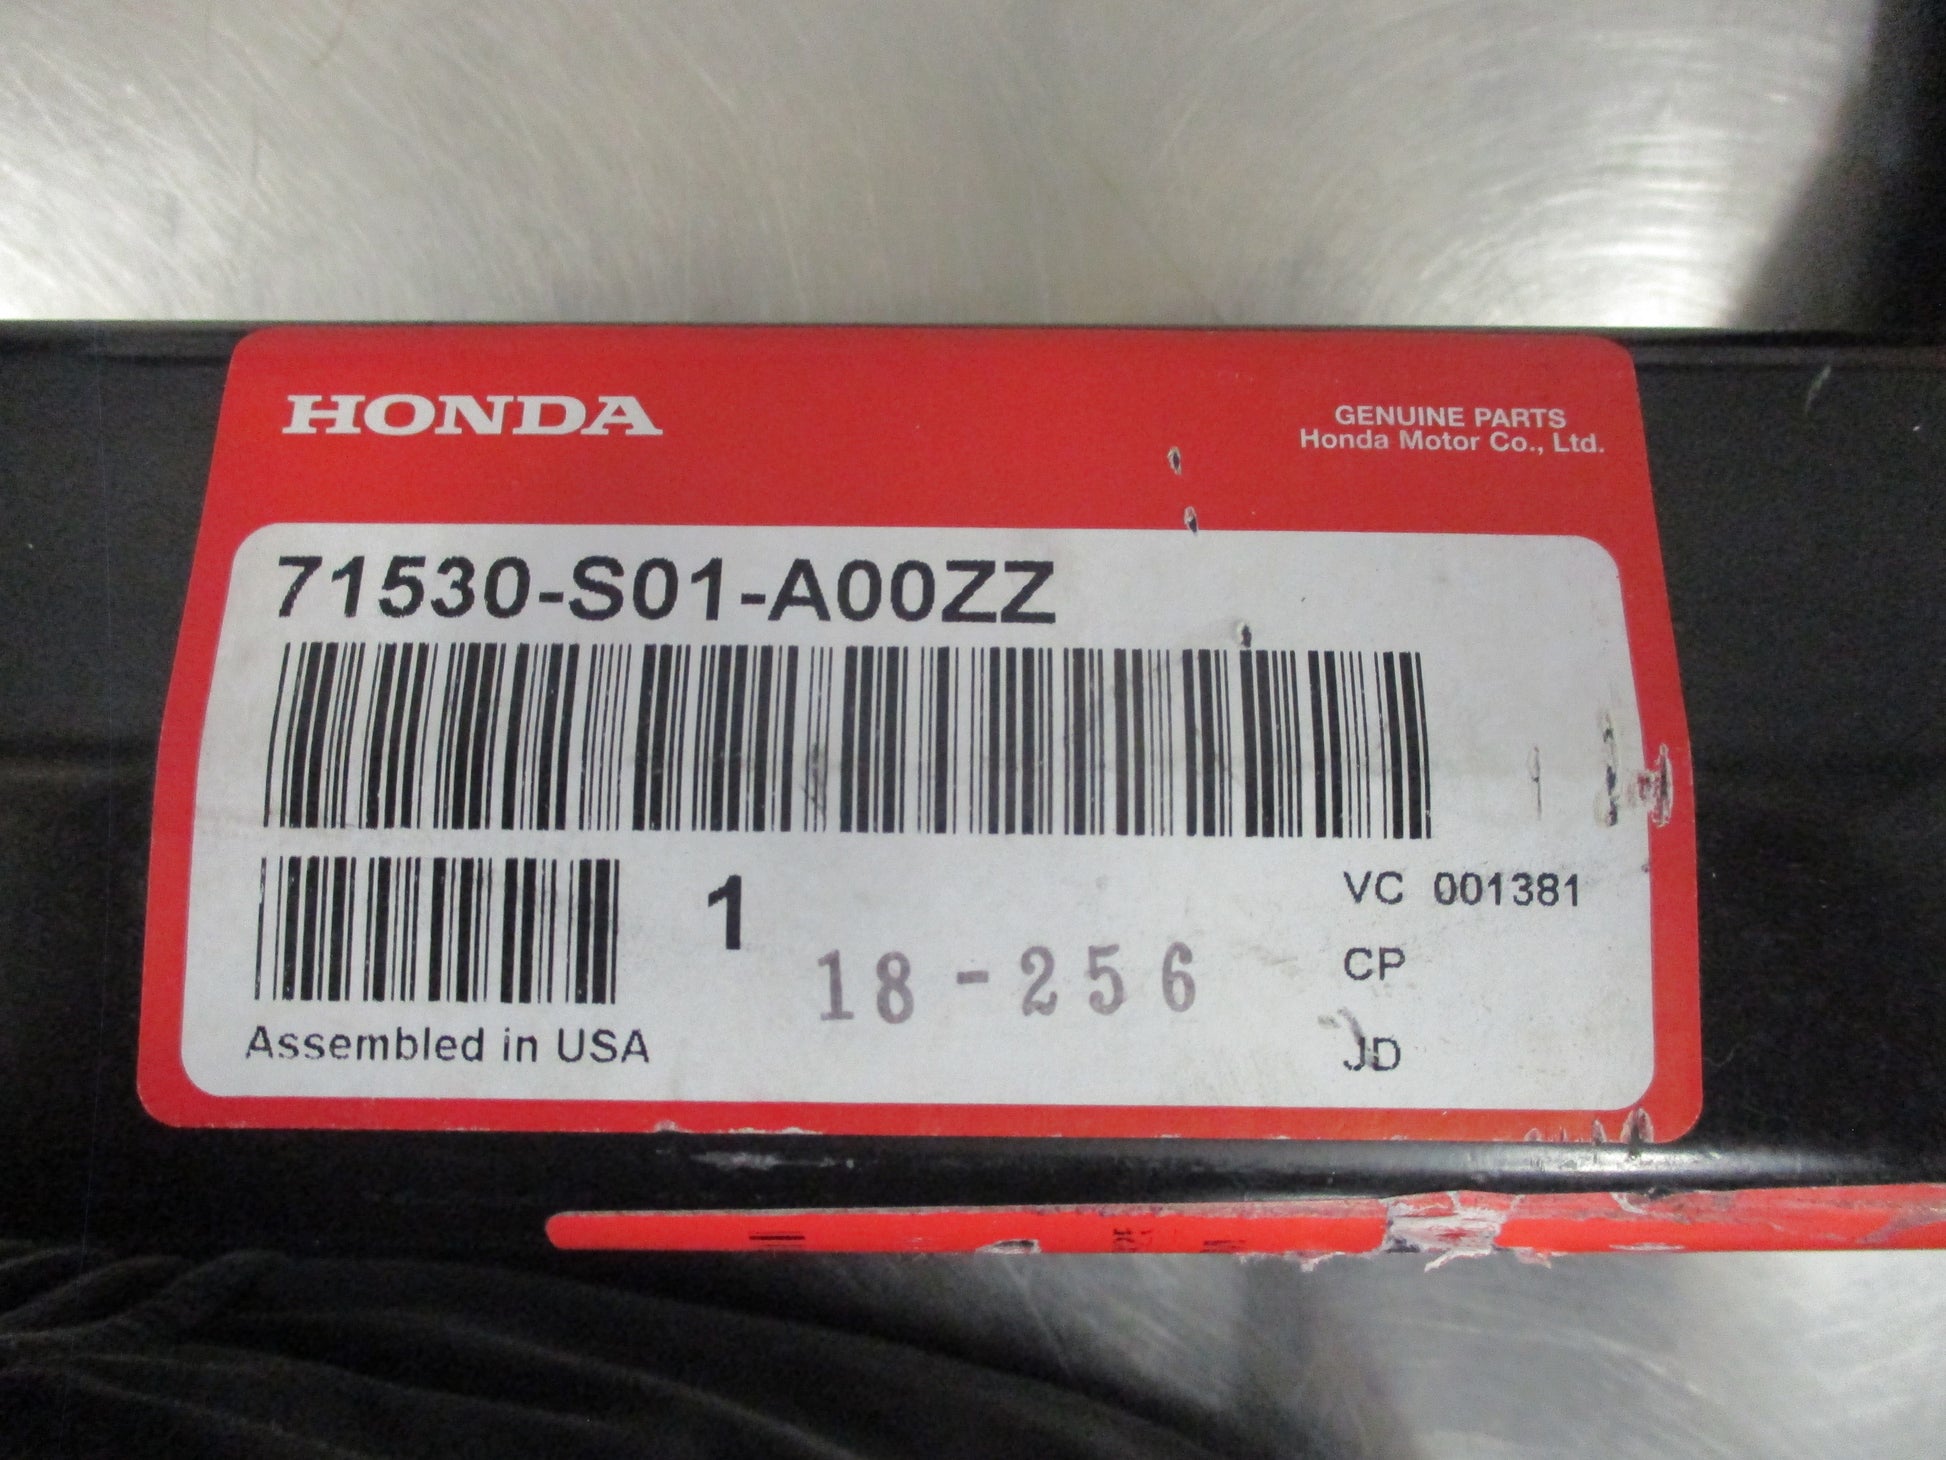 HONDA
GENUINE PARTS
Honda Motor Co., Ltd.
71530-S01-A00ZZ
1
VC 001381
18-256
CP
Assembled in USA
JD